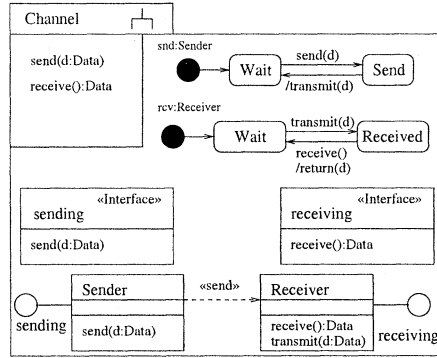 Channel
send(d:Data)
receive():Data
snd:Sender
Wait
send(d)
/transmit(d)
Send
rcv:Receiver
Wait
transmit(d)
receive()
/return(d)
Received
«Interface»
sending
send(d:Data)
«Interface»
receiving
receive():Data
sending
Sender
send(d:Data)
«send»
Receiver
receive():Data
transmit(d:Data)
receiving